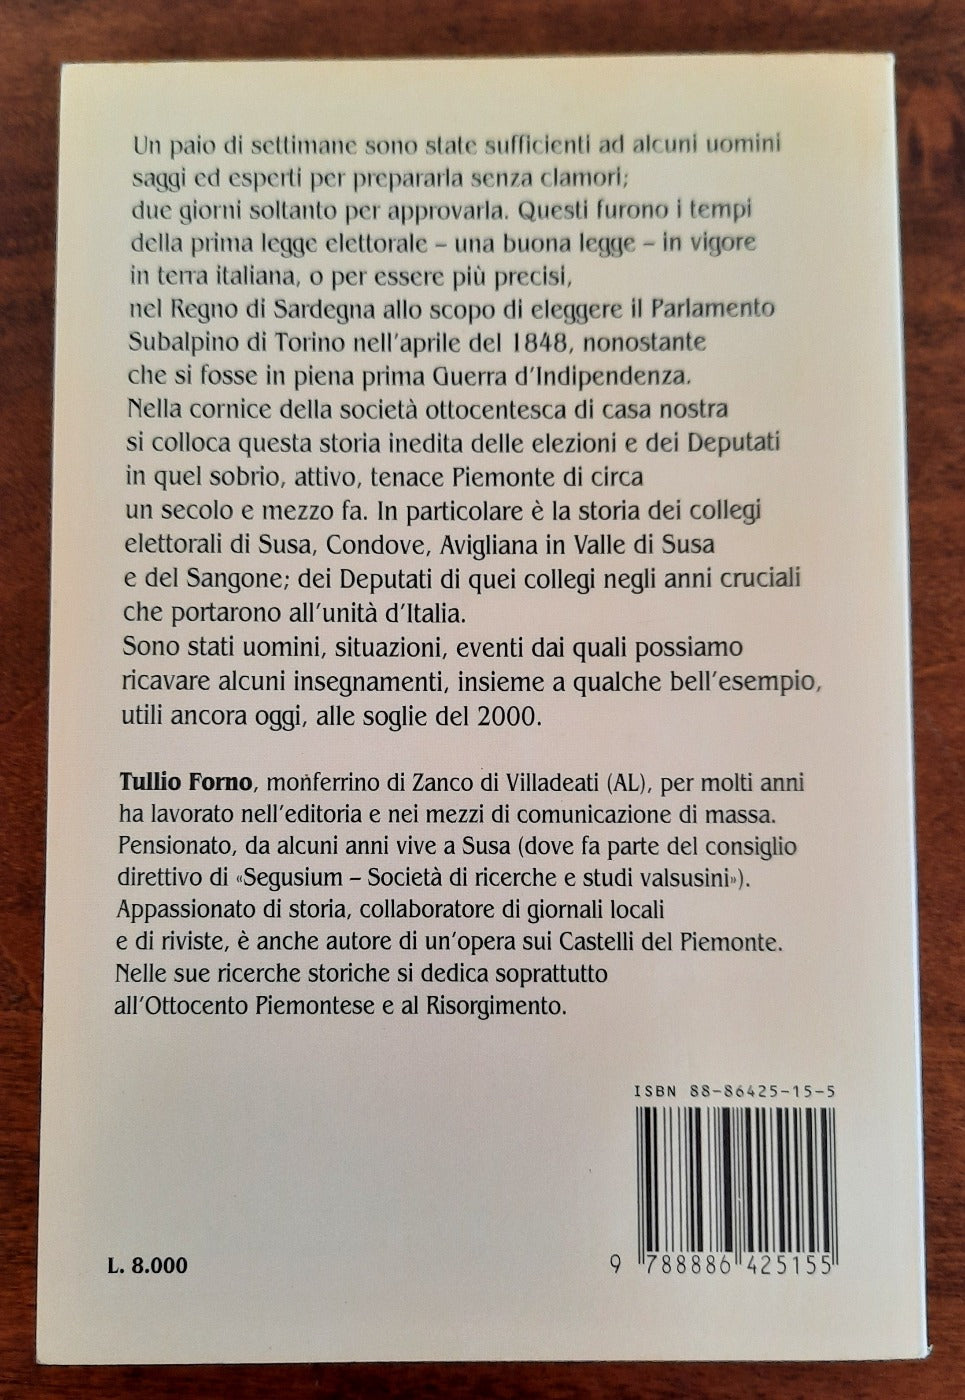 Un paio di settimane sono state sufficienti ad alcuni uomini
saggi ed esperti per prepararla senza clamori;
due giorni soltanto per approvarla. Questi furono i tempi
della prima legge elettorale – una buona legge – in vigore
in terra italiana, o per essere più precisi,
nel Regno di Sardegna allo scopo di eleggere il Parlamento
Subalpino di Torino nell'aprile del 1848, nonostante
che si fosse in piena prima Guerra d'Indipendenza.
Nella cornice della società ottocentesca di casa nostra
si colloca questa storia inedita delle elezioni e dei Deputati
in quel sobrio, attivo, tenace Piemonte di circa
un secolo e mezzo fa. In particolare è la storia dei collegi
elettorali di Susa, Condove, Avigliana in Valle di Susa
e del Sangone; dei Deputati di quei collegi negli anni cruciali
che portarono all'unità d'Italia.
Sono stati uomini, situazioni, eventi dai quali possiamo
ricavare alcuni insegnamenti, insieme a qualche bell'esempio,
utili ancora oggi, alle soglie del 2000.
Tullio Forno, monferrino di Zanco di Villadeati (AL), per molti anni
ha lavorato nell'editoria e nei mezzi di comunicazione di massa.
Pensionato, da alcuni anni vive a Susa (dove fa parte del consiglio
direttivo di «Segusium – Società di ricerche e studi valsusini»).
Appassionato di storia, collaboratore di giornali locali
e di riviste, è anche autore di un'opera sui Castelli del Piemonte.
Nelle sue ricerche storiche si dedica soprattutto
all'Ottocento Piemontese e al Risorgimento.
ISBN 88-86425-15-5
9 788886 425155
L. 8.000